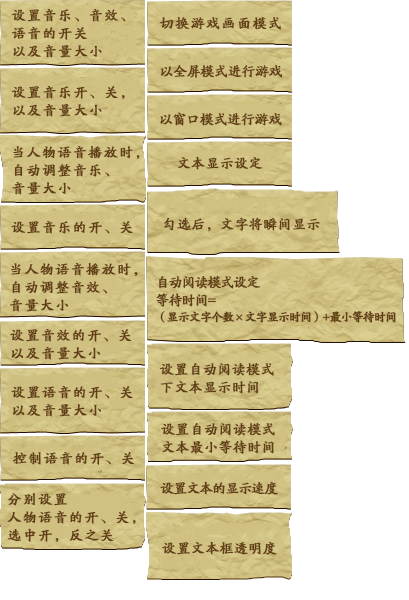 设置音乐、音效、
语音的开关
以及音量大小
设置音乐开、关,
以及音量大小
当人物语音播放时,
自动调整音乐、
音量大小
设置音乐的开、关
当人物语音播放时,
自动调整音效、
音量大小
设置音效的开、关
以及音量大小
设置语音的开、关
以及音量大小
控制语音的开、关
分别设置
人物语音的开、关,
选中开，反之关
切换游戏画面模式
以全屏模式进行游戏
以窗口模式进行游戏
文本显示设定
勾选后，文字将瞬间显示
自动阅读模式设定
等待时间=
（显示文字个数×文字显示时间）+最小等待时间
设置自动阅读模式
下文本显示时间
设置自动阅读模式
文本最小等待时间
设置文本的显示速度
设置文本框透明度